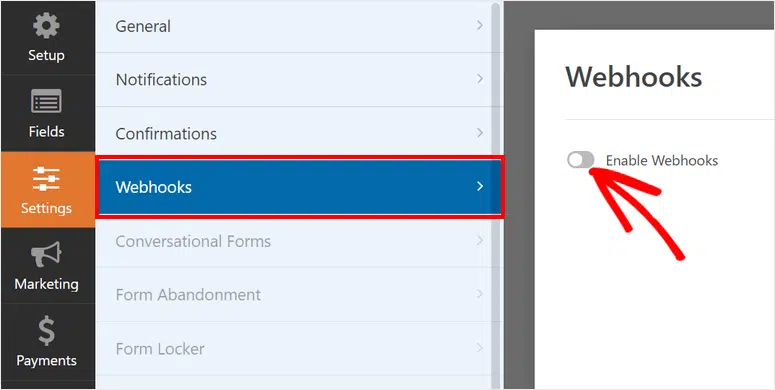 Setup
Fields
Settings
Marketing
Payments
General
Notifications
Confirmations
Webhooks
Conversational Forms
Form Abandonment
Form Locker
Webhooks
Enable Webhooks